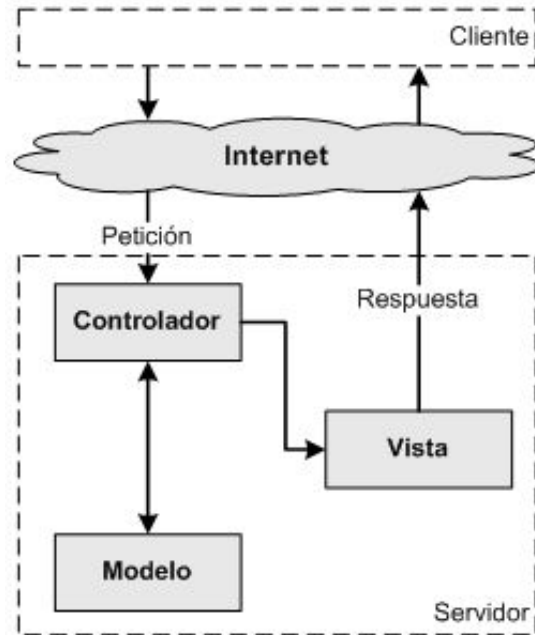 Cliente
Internet
Petición
Controlador
Respuesta
Vista
Modelo
Servidor